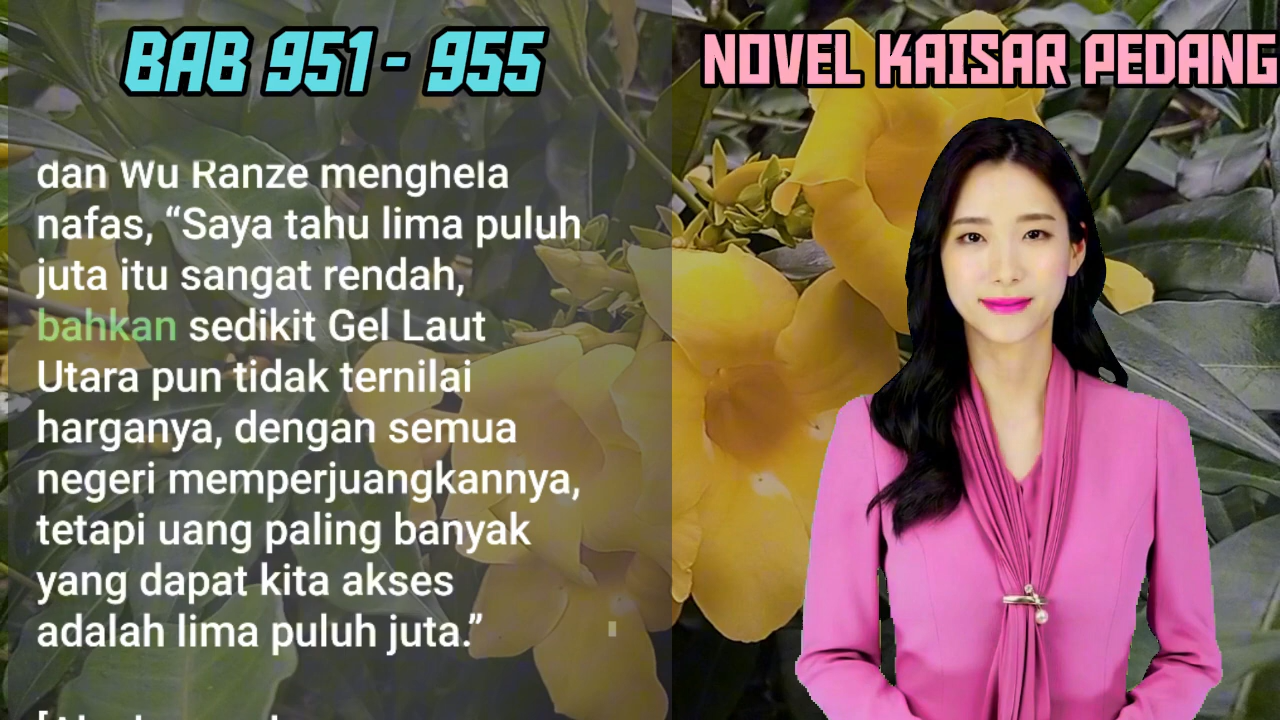 BAB 951 - 955
NOVEL KAISAR PEDANG
dan Wu Ranze menghela
nafas, “Saya tahu lima puluh
juta itu sangat rendah,
bahkan sedikit Gel Laut
Utara pun tidak ternilai
harganya, dengan semua
negeri memperjuangkannya,
tetapi uang paling banyak
yang dapat kita akses
adalah lima puluh juta.”